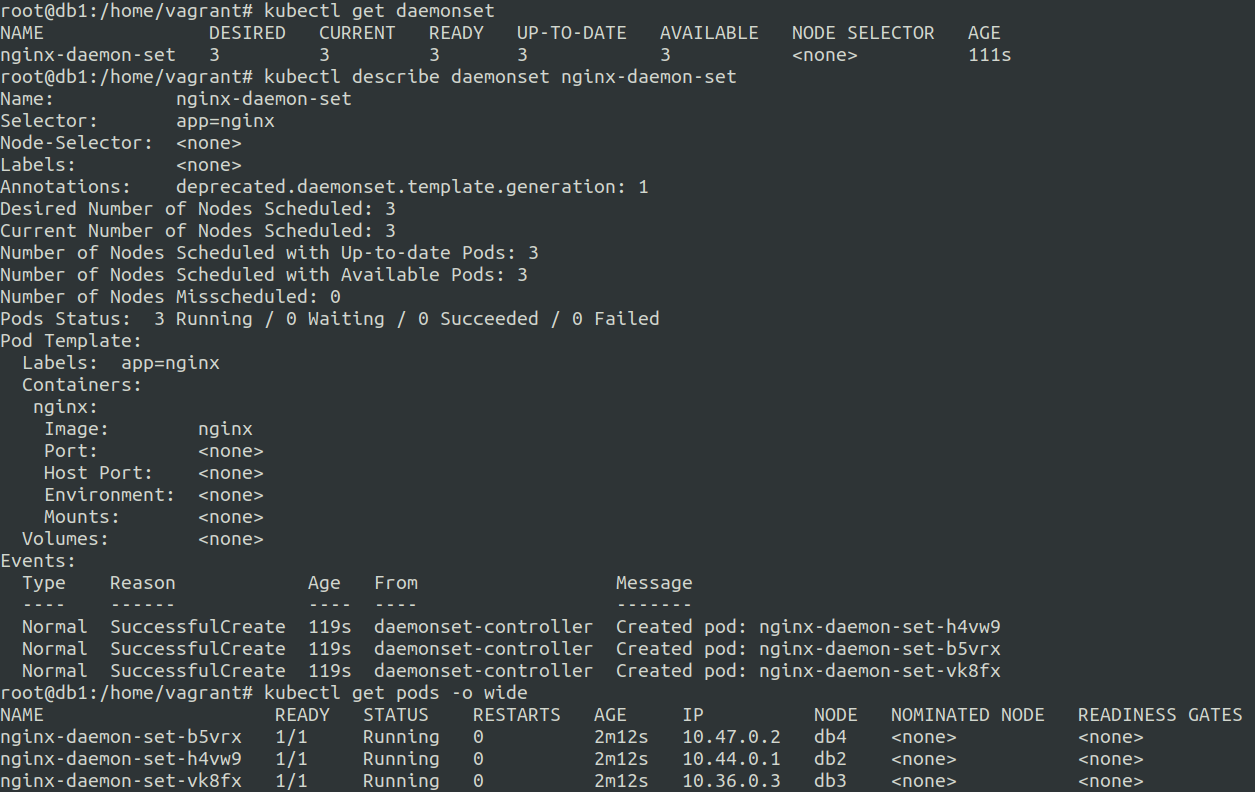 root@db1:/home/vagrant# kubectl get daemonset
NAME               DESIRED   CURRENT   READY   UP-TO-DATE   AVAILABLE   NODE SELECTOR   AGE
nginx-daemon-set   3         3         3       3            3           <none>          111s
root@db1:/home/vagrant# kubectl describe daemonset nginx-daemon-set
Name:           nginx-daemon-set
Selector:       app=nginx
Node-Selector:  <none>
Labels:         <none>
Annotations:    deprecated.daemonset.template.generation: 1
Desired Number of Nodes Scheduled: 3
Current Number of Nodes Scheduled: 3
Number of Nodes Scheduled with Up-to-date Pods: 3
Number of Nodes Scheduled with Available Pods: 3
Number of Nodes Misscheduled: 0
Pods Status:  3 Running / 0 Waiting / 0 Succeeded / 0 Failed
Pod Template:
  Labels:  app=nginx
  Containers:
   nginx:
    Image:        nginx
    Port:         <none>
    Host Port:    <none>
    Environment:  <none>
    Mounts:       <none>
  Volumes:        <none>
Events:
  Type    Reason            Age   From                  Message
  ----    ------            ----  ----                  -------
  Normal  SuccessfulCreate  119s  daemonset-controller  Created pod: nginx-daemon-set-h4vw9
  Normal  SuccessfulCreate  119s  daemonset-controller  Created pod: nginx-daemon-set-b5vrx
  Normal  SuccessfulCreate  119s  daemonset-controller  Created pod: nginx-daemon-set-vk8fx
root@db1:/home/vagrant# kubectl get pods -o wide
NAME                     READY   STATUS    RESTARTS   AGE     IP          NODE   NOMINATED NODE   READINESS GATES
nginx-daemon-set-b5vrx   1/1     Running   0          2m12s   10.47.0.2   db4    <none>           <none>
nginx-daemon-set-h4vw9   1/1     Running   0          2m12s   10.44.0.1   db2    <none>           <none>
nginx-daemon-set-vk8fx   1/1     Running   0          2m12s   10.36.0.3   db3    <none>           <none>